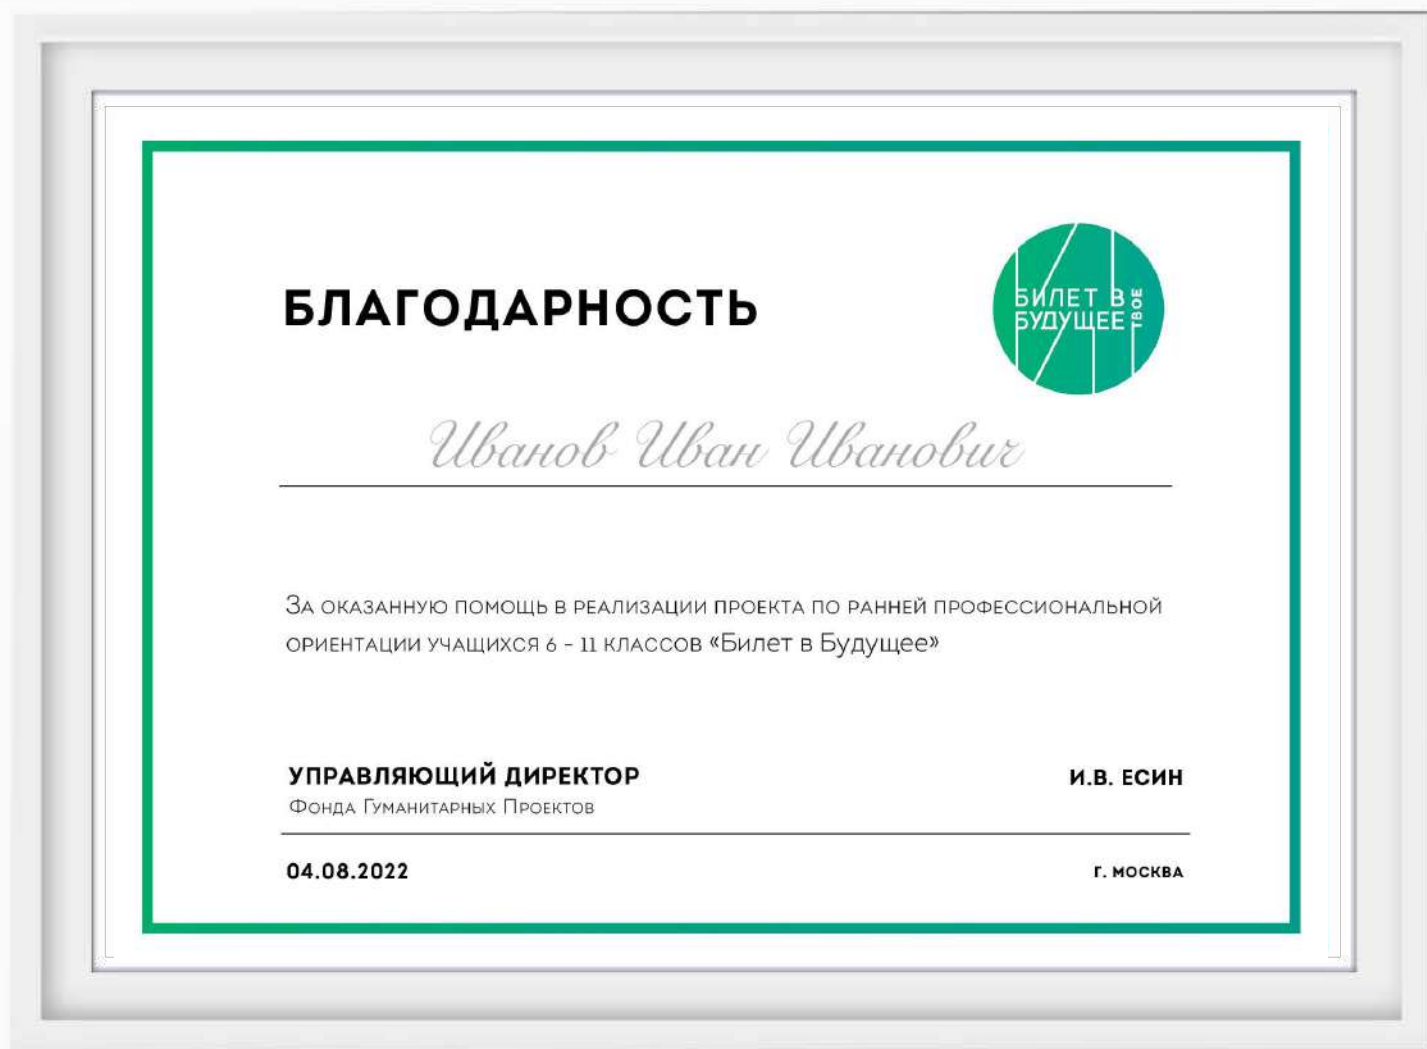 БЛАГОДАРНОСТЬ
БИЛЕТ В
БУДУЩЕЕ
ТВОЕ
Иванов Иван Иванович
За оказанную помощь в реализации проекта по ранней профессиональной
ориентации учащихся 6 – 11 классов «Билет в Будущее»
УПРАВЛЯЮЩИЙ ДИРЕКТОР
И.В. ЕСИН
Фонда Гуманитарных Проектов
04.08.2022
Г. МОСКВА